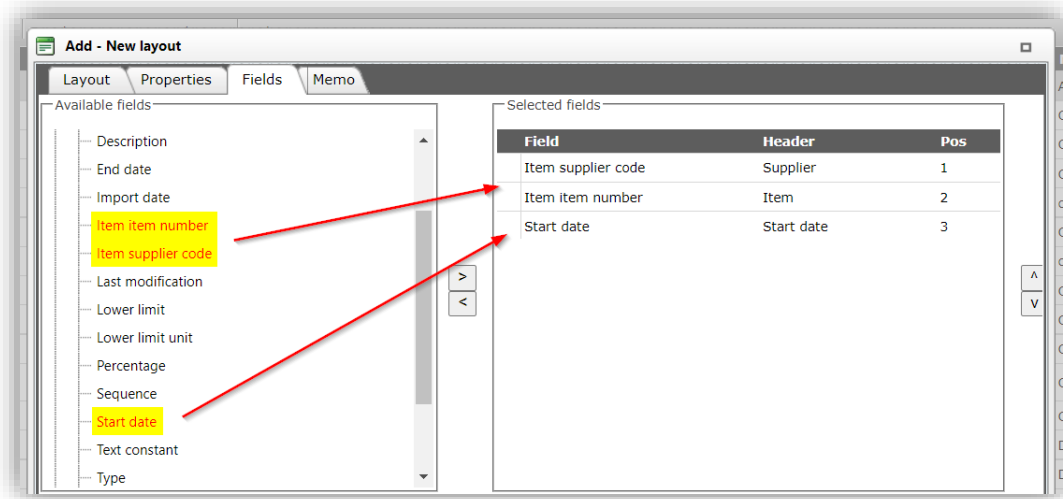 Add - New layout
Layout Properties Fields Memo
Available fields
Description
End date
Import date
Item item number
Item supplier code
Last modification
Lower limit
Lower limit unit
Percentage
Sequence
Start date
Text constant
Type
>
<
Selected fields
Field Header Pos
Item supplier code Supplier 1
Item item number Item 2
Start date Start date 3
^
v